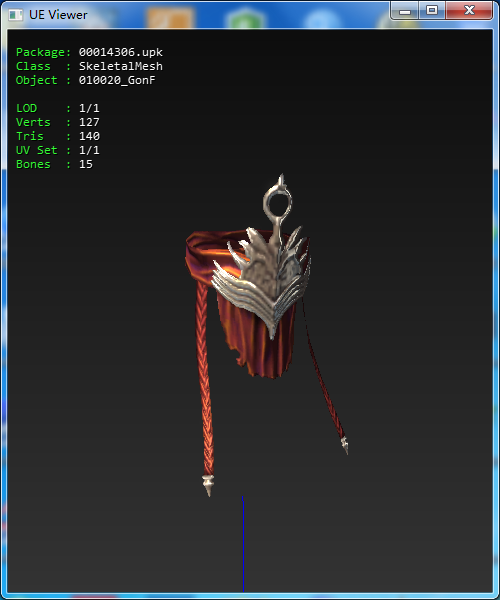 UE Viewer
Package: 00014306.upk
Class  : SkeletalMesh
Object : 010020_GonF
LOD    : 1/1
Verts  : 127
Tris   : 140
UV Set : 1/1
Bones  : 15